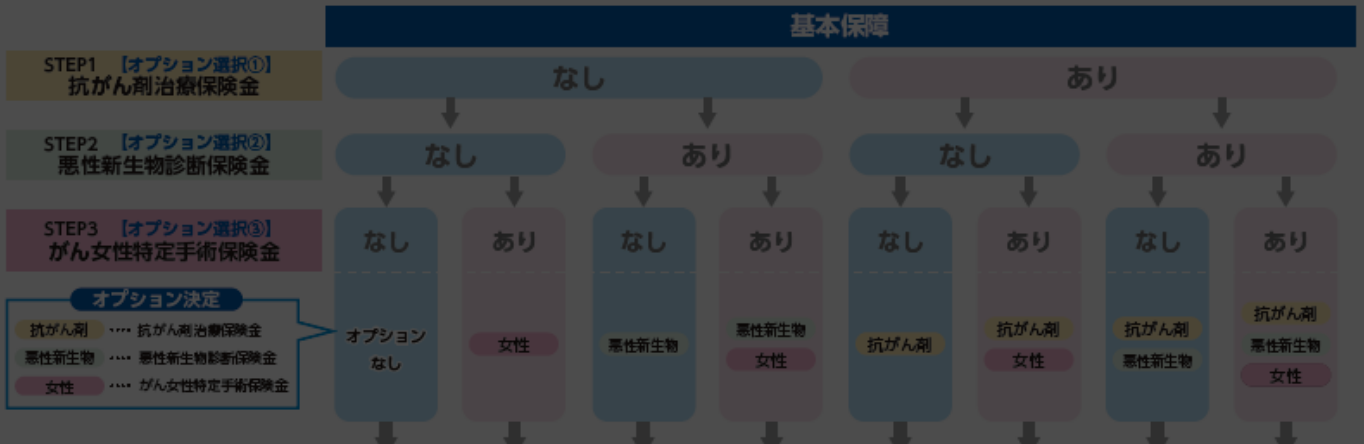 基本保障
STEP1 【オプション選択①】
抗がん剤治療保険金
なし あり
STEP2 【オプション選択②】
悪性新生物診断保険金
なし あり なし あり
STEP3 【オプション選択③】
がん女性特定手術保険金
なし あり なし あり なし あり なし あり
オプション決定
抗がん剤 ···· 抗がん剤治療保険金
悪性新生物 ···· 悪性新生物診断保険金
女性 ···· がん女性特定手術保険金
オプション
なし
女性
悪性新生物
悪性新生物
女性
抗がん剤
抗がん剤
女性
抗がん剤
悪性新生物
抗がん剤
悪性新生物
女性